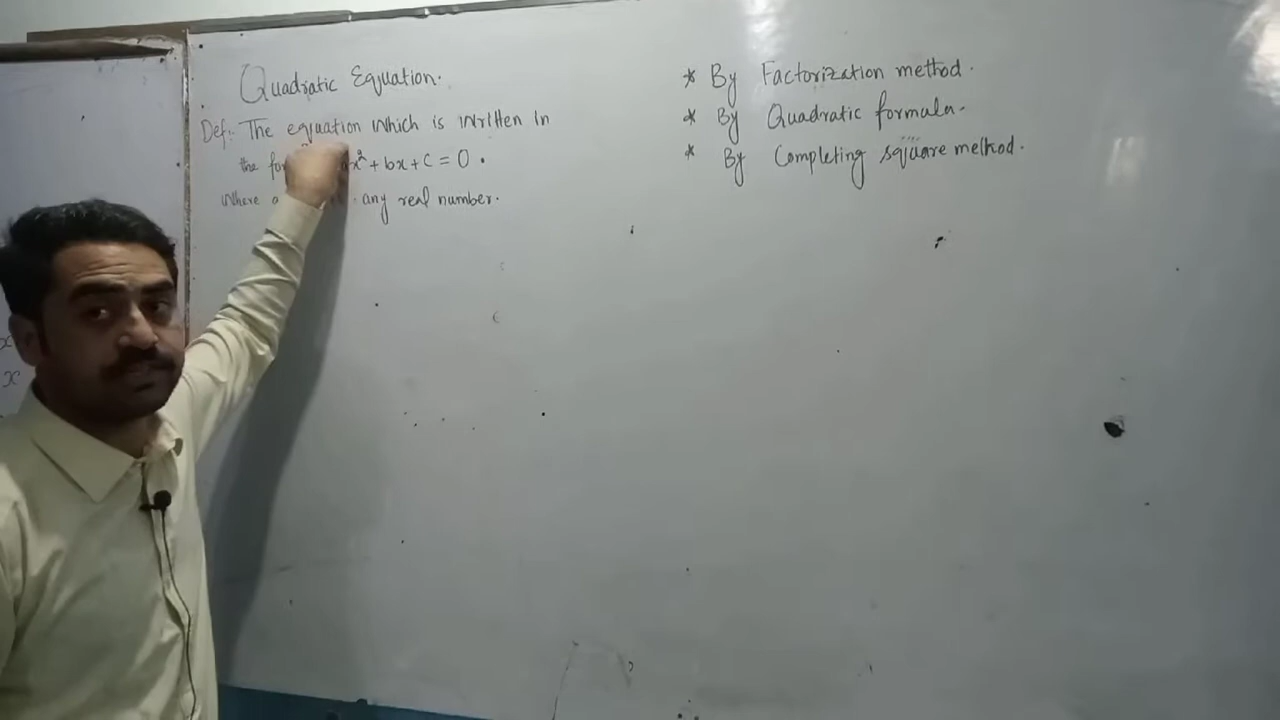 Quadratic Equation.
Def:- The equation which is written in
the x² + bx + c = 0.
Where any real number.
* By Factorization method.
* By Quadratic formula.
* By Completing square method.
x
x